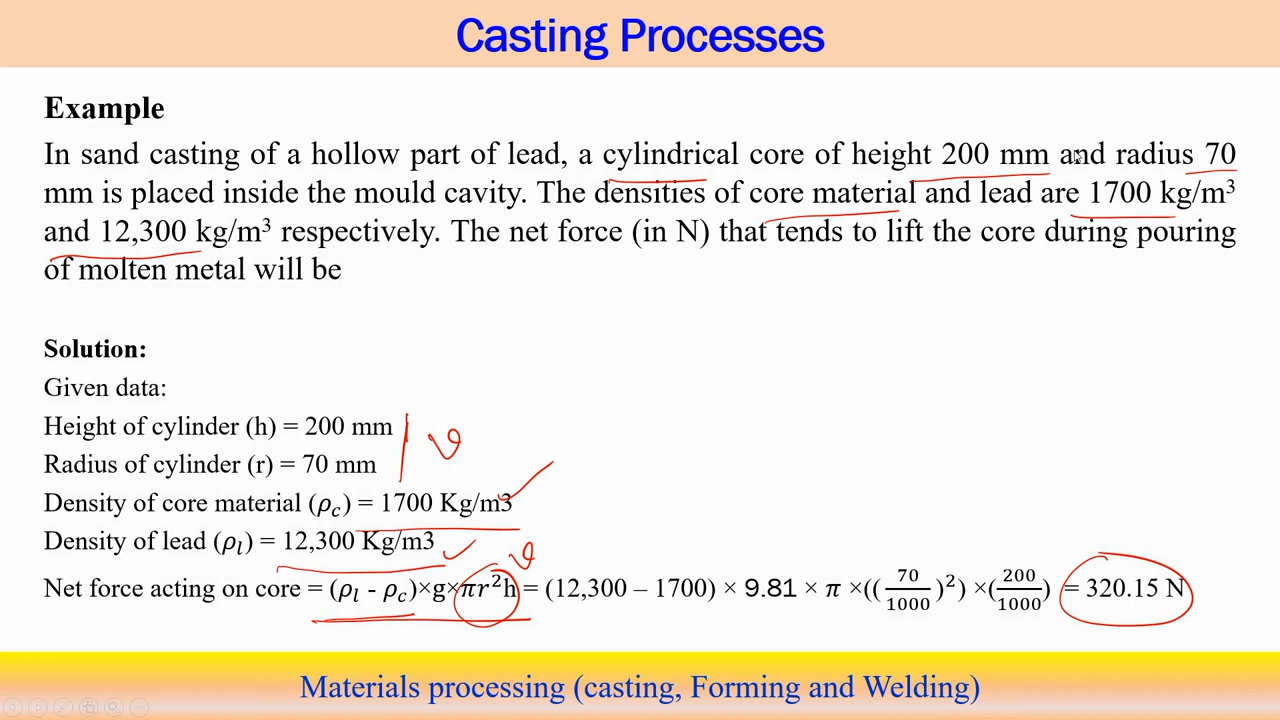 Casting Processes
Example
In sand casting of a hollow part of lead, a cylindrical core of height 200 mm and radius 70
mm is placed inside the mould cavity. The densities of core material and lead are 1700 kg/m³
and 12,300 kg/m³ respectively. The net force (in N) that tends to lift the core during pouring
of molten metal will be
Solution:
Given data:
Height of cylinder (h) = 200 mm
Radius of cylinder (r) = 70 mm
Density of core material (𝜌𝑐) = 1700 Kg/m3
Density of lead (𝜌𝑙) = 12,300 Kg/m3
Net force acting on core = (𝜌𝑙 - 𝜌𝑐)×g×𝜋𝑟²h = (12,300 – 1700) × 9.81 × 𝜋 ×((70/1000)²) ×(200/1000) = 320.15 N
Materials processing (casting, Forming and Welding)